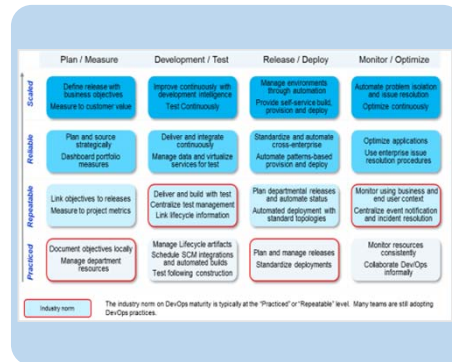 Plan / Measure
Development / Test
Release / Deploy
Monitor / Optimize
Scaled
Define release with
business objectives
Measure to customer value
Improve continuously with
development intelligence
Test Continuously
Manage environments
through automation
Provide self-service build,
provision and deploy
Automate problem isolation
and issue resolution
Optimize continuously
Reliable
Plan and source
strategically
Dashboard portfolio
measures
Deliver and integrate
continuously
Manage data and virtualize
services for test
Standardize and automate
cross-enterprise
Automate patterns-based
provision and deploy
Optimize applications
Use enterprise issue
resolution procedures
Repeatable
Link objectives to releases
Measure to project metrics
Deliver and build with test
Centralize test management
Link lifecycle information
Plan departmental releases
and automate status
Automated deployment with
standard topologies
Monitor using business and
end user context
Centralize event notification
and incident resolution
Practiced
Document objectives locally
Manage department
resources
Manage Lifecycle artifacts
Schedule SCM integrations
and automated builds
Test following construction
Plan and manage releases
Standardize deployments
Monitor resources
consistently
Collaborate Dev/Ops
informally
Industry norm
The industry norm on DevOps maturity is typically at the “Practiced” or “Repeatable” level. Many teams are still adopting
DevOps practices.